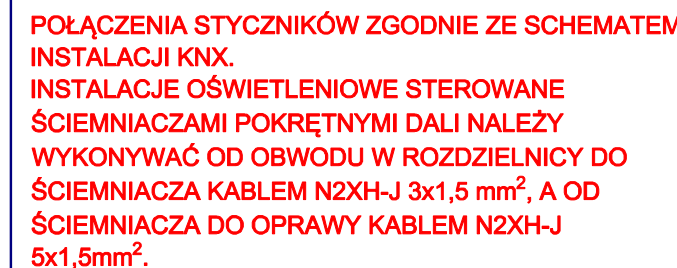 POŁĄCZENIA STYCZNIKÓW ZGODNIE ZE SCHEMATEM
INSTALACJI KNX.
INSTALACJE OŚWIETLENIOWE STEROWANE
ŚCIEMNIACZAMI POKRĘTNYMI DALI NALEŻY
WYKONYWAĆ OD OBWODU W ROZDZIELNICY DO
ŚCIEMNIACZA KABLEM N2XH-J 3x1,5 mm², A OD
ŚCIEMNIACZA DO OPRAWY KABLEM N2XH-J
5x1,5mm².